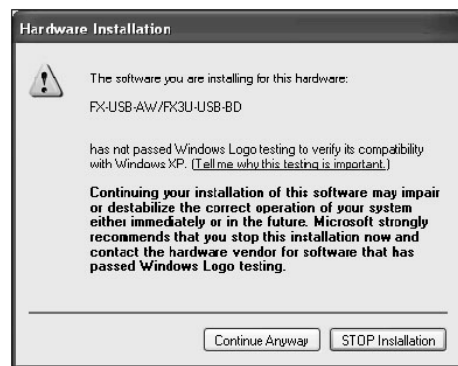 Hardware Installation
The software you are installing for this hardware:
FX-USB-AW/FX3U-USB-BD
has not passed Windows Logo testing to verify its compatibility
with Windows XP. (Tell me why this testing is important.)
Continuing your installation of this software may impair
or destabilize the correct operation of your system
either immediately or in the future. Microsoft strongly
recommends that you stop this installation now and
contact the hardware vendor for software that has
passed Windows Logo testing.
Continue Anyway
STOP Installation